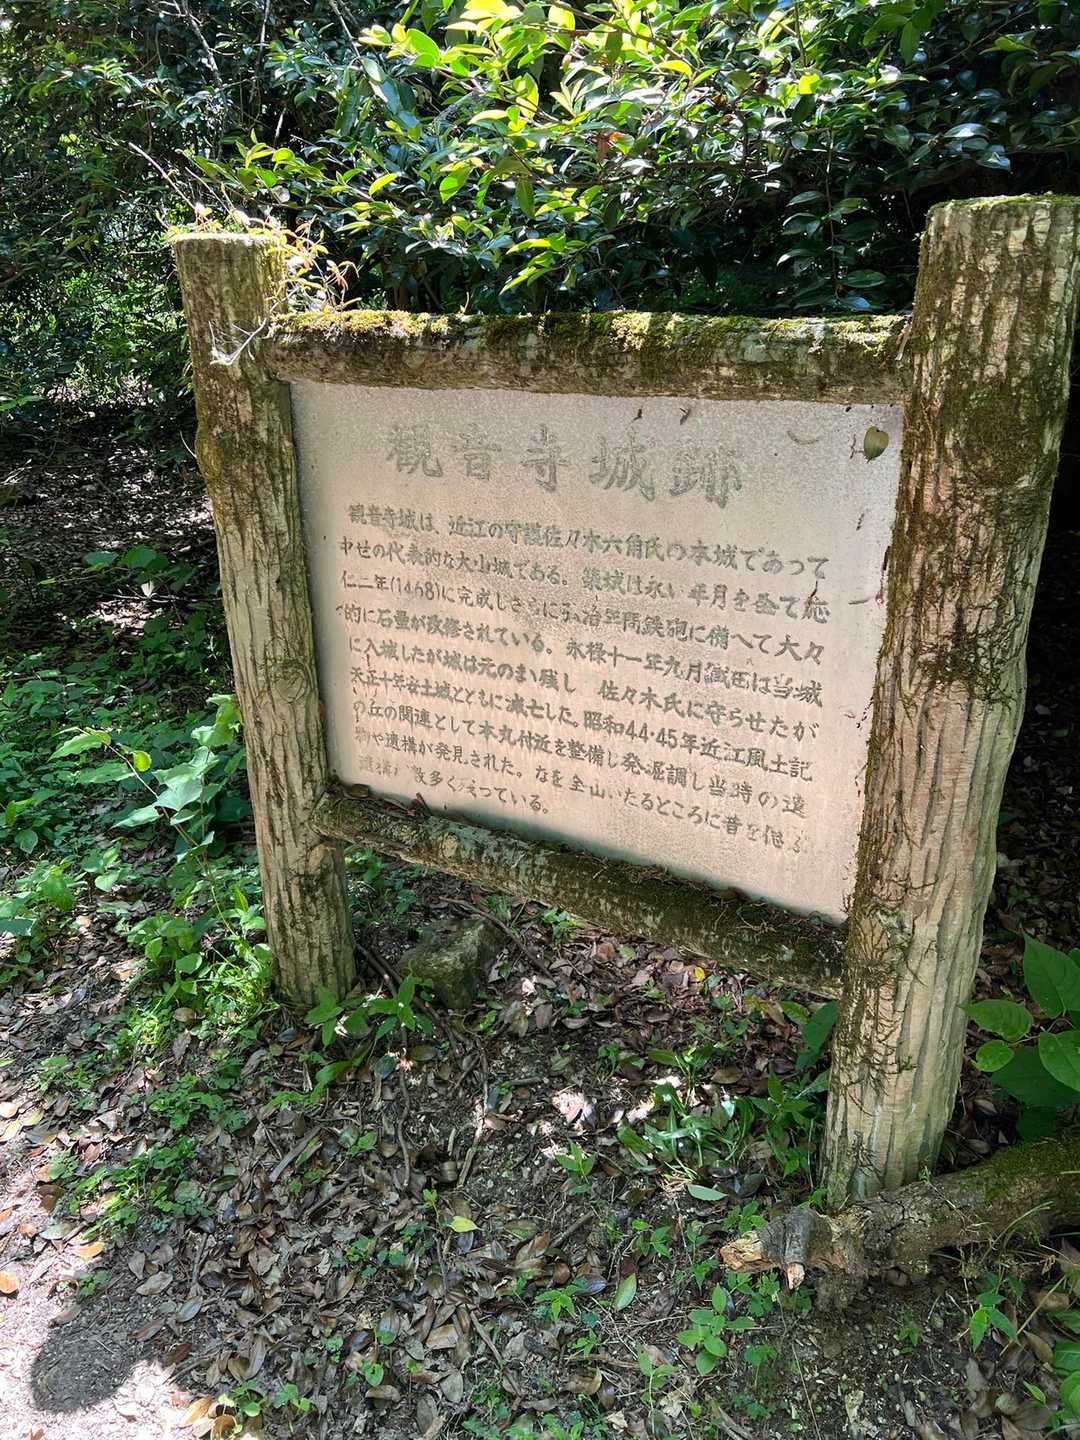 観音寺城跡
観音寺城は、近江の守護佐々木六角氏の本城であって
中世の代表的な大山城である。築城は永い年月を全て応
仁二年(1468)に完成しさらに弘治年間鉄砲に備へて大々
的に石塁が改修されている。永禄十一年九月織田は当城
に入城したが城は元のまい残し 佐々木氏に守らせたが
天正十年安土城とともに滅亡した。昭和44・45年近江風土記
の丘の関連として本丸付近を整備し発掘調し当時の遺
物や遺構が発見された。なを全山いたるところに昔を偲ぶ
遺構が数多く残っている。